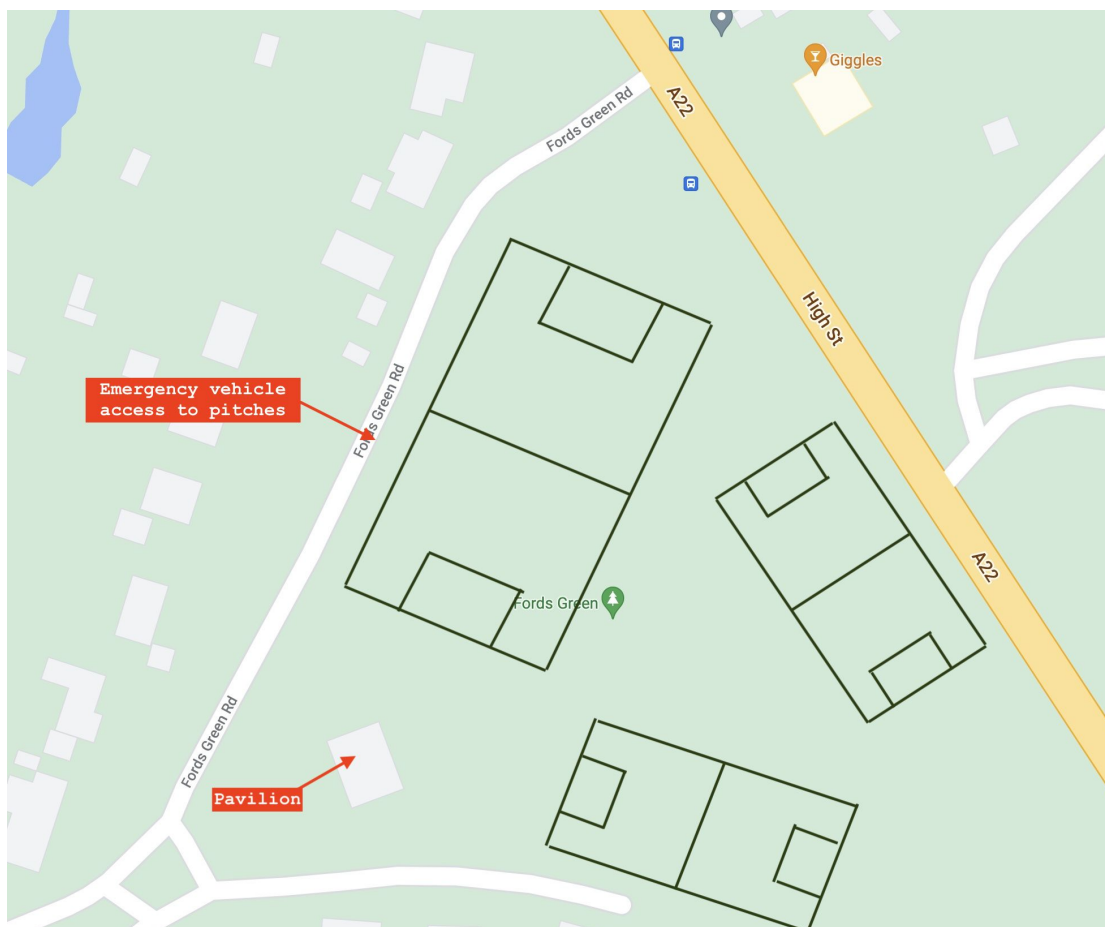 Giggles
A22
Fords Green Rd
High St
Fords Green Rd
Emergency vehicle
access to pitches
A22
Fords Green
Fords Green Rd
Pavilion